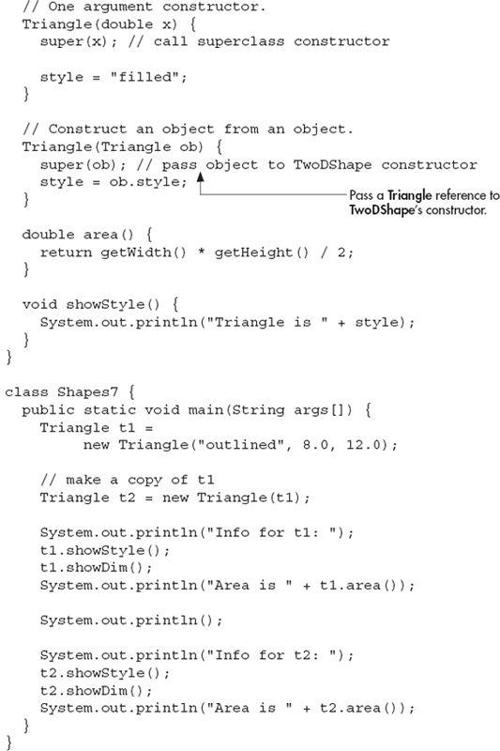 // One argument constructor.
Triangle(double x) {
super(x); // call superclass constructor
style = "filled";
}
// Construct an object from an object.
Triangle(Triangle ob) {
super(ob); // pass object to TwoDShape constructor
style = ob.style;
Pass a Triangle reference to
TwoDShape's constructor.
}
double area() {
return getWidth() * getHeight() / 2;
}
void showStyle() {
System.out.println("Triangle is " + style);
}
}
class Shapes7 {
public static void main(String args[]) {
Triangle t1 =
new Triangle("outlined", 8.0, 12.0);
// make a copy of t1
Triangle t2 = new Triangle(t1);
System.out.println("Info for t1: ");
t1.showStyle();
t1.showDim();
System.out.println("Area is " + t1.area());
System.out.println();
System.out.println("Info for t2: ");
t2.showStyle();
t2.showDim();
System.out.println("Area is " + t2.area());
}
}